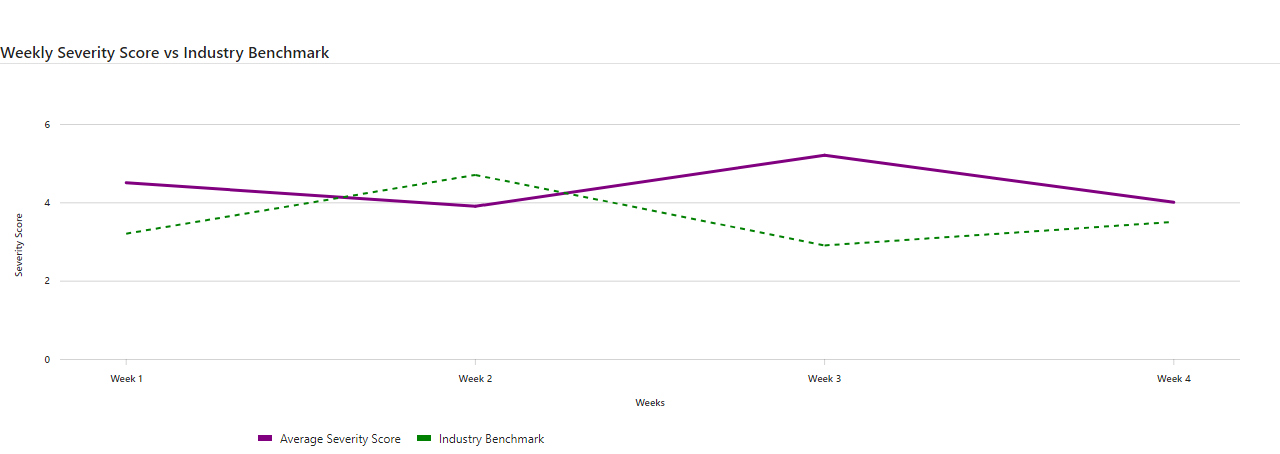 Weekly Severity Score vs Industry Benchmark
6
4
2
0
Severity Score
Week 1 Week 2 Week 3 Week 4
Weeks
Average Severity Score Industry Benchmark